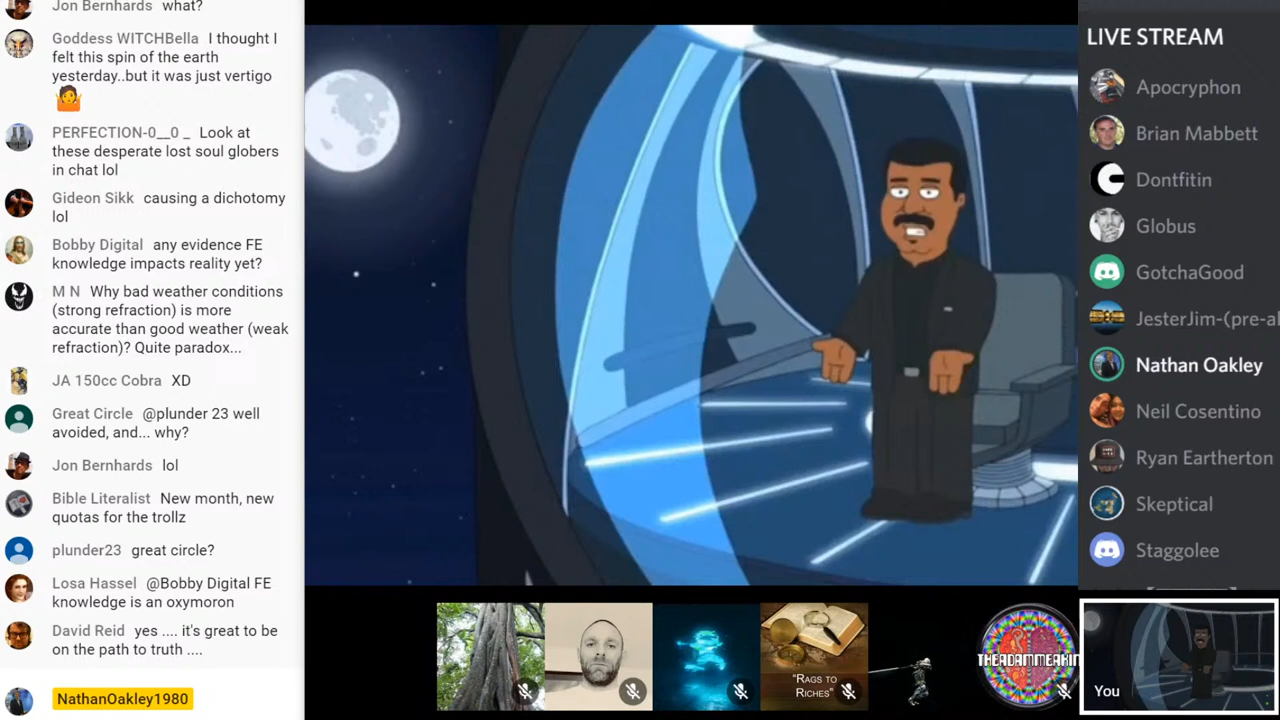 Jon Bernhards what?
Goddess WITCHBella I thought I
felt this spin of the earth
yesterday..but it was just vertigo
PERFECTION-0__0 _ Look at
these desperate lost soul globers
in chat lol
Gideon Sikk causing a dichotomy
lol
Bobby Digital any evidence FE
knowledge impacts reality yet?
M N Why bad weather conditions
(strong refraction) is more
accurate than good weather (weak
refraction)? Quite paradox...
JA 150cc Cobra XD
Great Circle @plunder 23 well
avoided, and... why?
Jon Bernhards lol
Bible Literalist New month, new
quotas for the trollz
plunder23 great circle?
Losa Hassel @Bobby Digital FE
knowledge is an oxymoron
David Reid yes .... it's great to be
on the path to truth ....
NathanOakley1980
"RAGS TO
RICHES"
THEADAMMEAKIN
You
LIVE STREAM
Apocryphon
Brian Mabbett
Dontfitin
Globus
GotchaGood
JesterJim-(pre-al
Nathan Oakley
Neil Cosentino
Ryan Eartherton
Skeptical
Staggolee